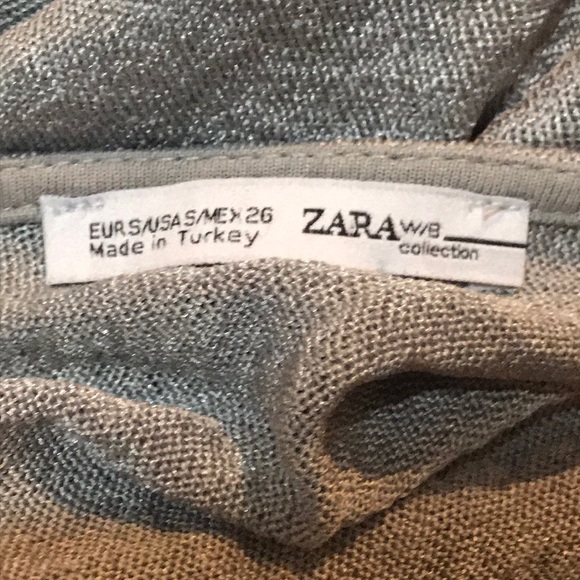 EUR S/USA S/MEX 26
Made in Turkey
ZARA W/B
collection